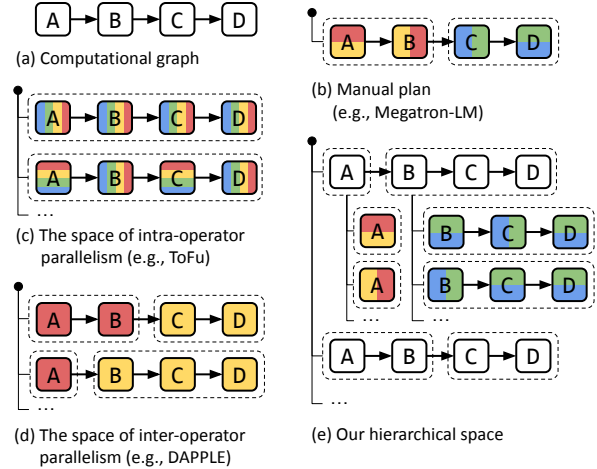 A B C D
(a) Computational graph
A B C D
(b) Manual plan
(e.g., Megatron-LM)
A B C D
A B C D
...
(c) The space of intra-operator
parallelism (e.g., ToFu)
A B C D
A B C D
...
(d) The space of inter-operator
parallelism (e.g., DAPPLE)
A B C D
A B C D
A B C D
... ...
A B C D
...
(e) Our hierarchical space